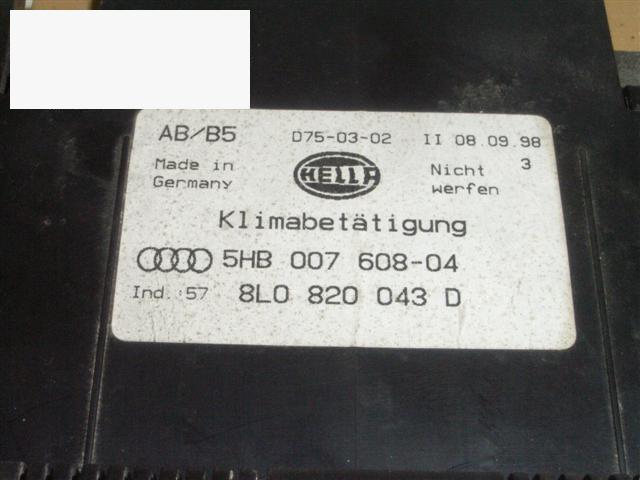 AB/B5 D75-03-02 II 08.09.98
Made in Germany HELLA Nicht werfen 3
Klimabetätigung
5HB 007 608-04
Ind. :57 8L0 820 043 D